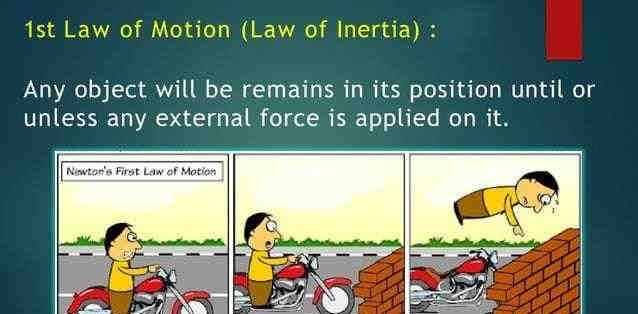 1st Law of Motion (Law of Inertia) :
Any object will be remains in its position until or
unless any external force is applied on it.
Newton's First Law of Motion